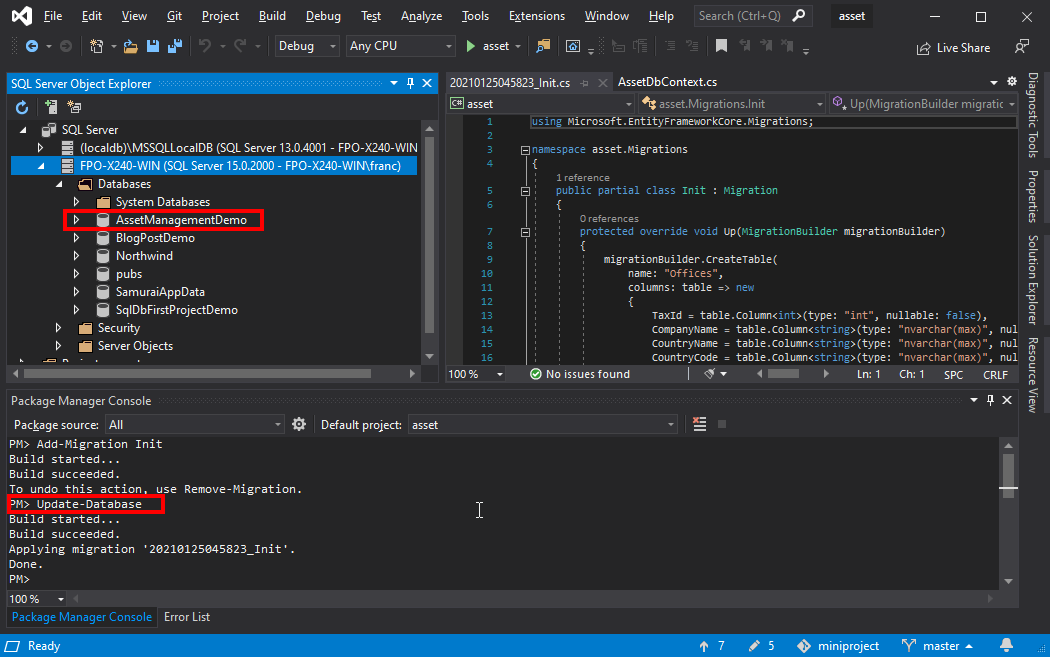 File Edit View Git Project Build Debug Test Analyze Tools Extensions Window Help Search (Ctrl+Q) asset
Debug Any CPU asset Live Share
SQL Server Object Explorer
SQL Server
(localdb)\MSSQLLocalDB (SQL Server 13.0.4001 - FPO-X240-WIN
FPO-X240-WIN (SQL Server 15.0.2000 - FPO-X240-WIN\franc)
Databases
System Databases
AssetManagementDemo
BlogPostDemo
Northwind
pubs
SamuraiAppData
SqlDbFirstProjectDemo
Security
Server Objects
20210125045823_Init.cs AssetDbContext.cs
C# asset asset.Migrations.Init Up(MigrationBuilder migratic
1 using Microsoft.EntityFrameworkCore.Migrations;
2
3 namespace asset.Migrations
4 {
1 reference
5 public partial class Init : Migration
6 {
0 references
7 protected override void Up(MigrationBuilder migrationBuilder)
8 {
9 migrationBuilder.CreateTable(
10 name: "Offices",
11 columns: table => new
12 {
13 TaxId = table.Column<int>(type: "int", nullable: false),
14 CompanyName = table.Column<string>(type: "nvarchar(max)", nul
15 CountryName = table.Column<string>(type: "nvarchar(max)", nul
16 CountryCode = table.Column<string>(type: "nvarchar(max)", nul
100 % No issues found Ln: 1 Ch: 1 SPC CRLF
Diagnostic Tools
Properties
Solution Explorer
Resource View
Package Manager Console
Package source: All Default project: asset
PM> Add-Migration Init
Build started...
Build succeeded.
To undo this action, use Remove-Migration.
PM> Update-Database
Build started...
Build succeeded.
Applying migration '20210125045823_Init'.
Done.
PM>
100 %
Package Manager Console Error List
Ready 7 5 miniproject master